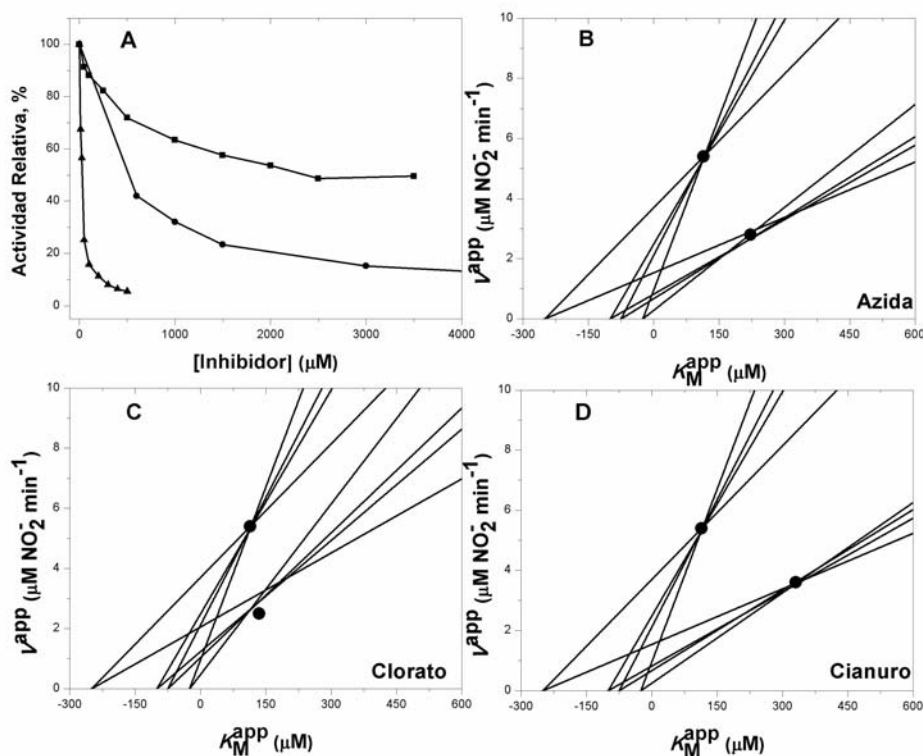 A
Actividad Relativa, %
100
80
60
40
20
0
0 1000 2000 3000 4000
[Inhibidor] (μM)
B
V^app (μM NO₂⁻ min⁻¹)
10
8
6
4
2
0
-300 -150 0 150 300 450 600
K_M^app (μM)
Azida
C
V^app (μM NO₂⁻ min⁻¹)
10
8
6
4
2
0
-300 -150 0 150 300 450 600
K_M^app (μM)
Clorato
D
V^app (μM NO₂⁻ min⁻¹)
10
8
6
4
2
0
-300 -150 0 150 300 450 600
K_M^app (μM)
Cianuro